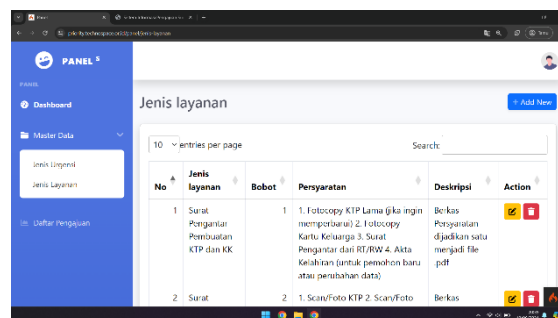 PANEL 5
PANEL
Dashboard
Master Data
Jenis Urgensi
Jenis Layanan
Daftar Pengajuan
Jenis layanan
+ Add New
10 entries per page
Search:
No Jenis layanan Bobot Persyaratan Deskripsi Action
1 Surat Pengantar Pembuatan KTP dan KK
1
1. Fotocopy KTP Lama (jika ingin
memperbarui) 2. Fotocopy
Kartu Keluarga 3. Surat
Pengantar dari RT/RW 4. Akta
Kelahiran (untuk pemohon baru
atau perubahan data)
Berkas
Persyaratan
dijadikan satu
menjadi file
.pdf
2 Surat 2 1. Scan/Foto KTP 2. Scan/Foto Berkas